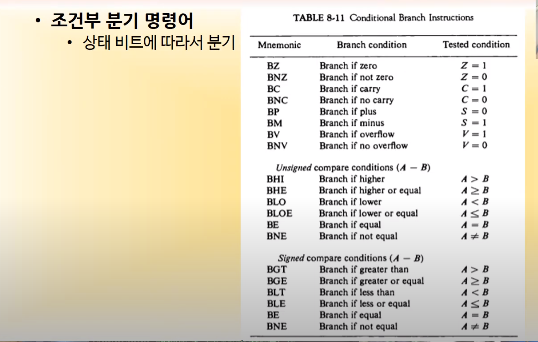 조건부 분기 명령어
상태 비트에 따라서 분기
TABLE 8-11 Conditional Branch Instructions
Mnemonic Branch condition Tested condition
BZ Branch if zero Z = 1
BNZ Branch if not zero Z = 0
BC Branch if carry C = 1
BNC Branch if no carry C = 0
BP Branch if plus S = 0
BM Branch if minus S = 1
BV Branch if overflow V = 1
BNV Branch if no overflow V = 0
Unsigned compare conditions (A − B)
BHI Branch if higher A > B
BHE Branch if higher or equal A ≥ B
BLO Branch if lower A < B
BLOE Branch if lower or equal A ≤ B
BE Branch if equal A = B
BNE Branch if not equal A ≠ B
Signed compare conditions (A − B)
BGT Branch if greater than A > B
BGE Branch if greater or equal A ≥ B
BLT Branch if less than A < B
BLE Branch if less or equal A ≤ B
BE Branch if equal A = B
BNE Branch if not equal A ≠ B